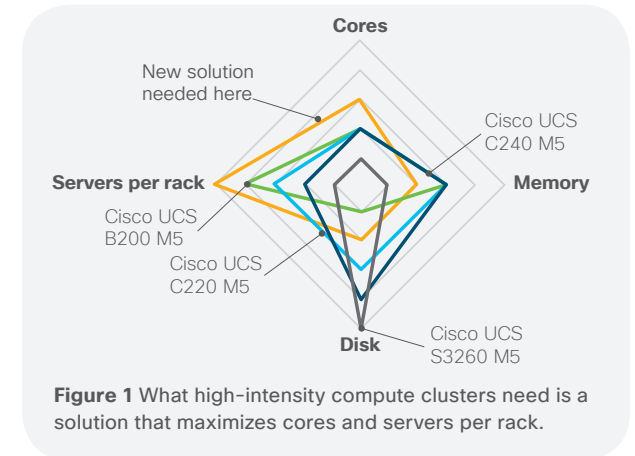 Cores
New solution
needed here
Cisco UCS
C240 M5
Servers per rack
Memory
Cisco UCS
B200 M5
Cisco UCS
C220 M5
Cisco UCS
S3260 M5
Disk
Figure 1 What high-intensity compute clusters need is a
solution that maximizes cores and servers per rack.